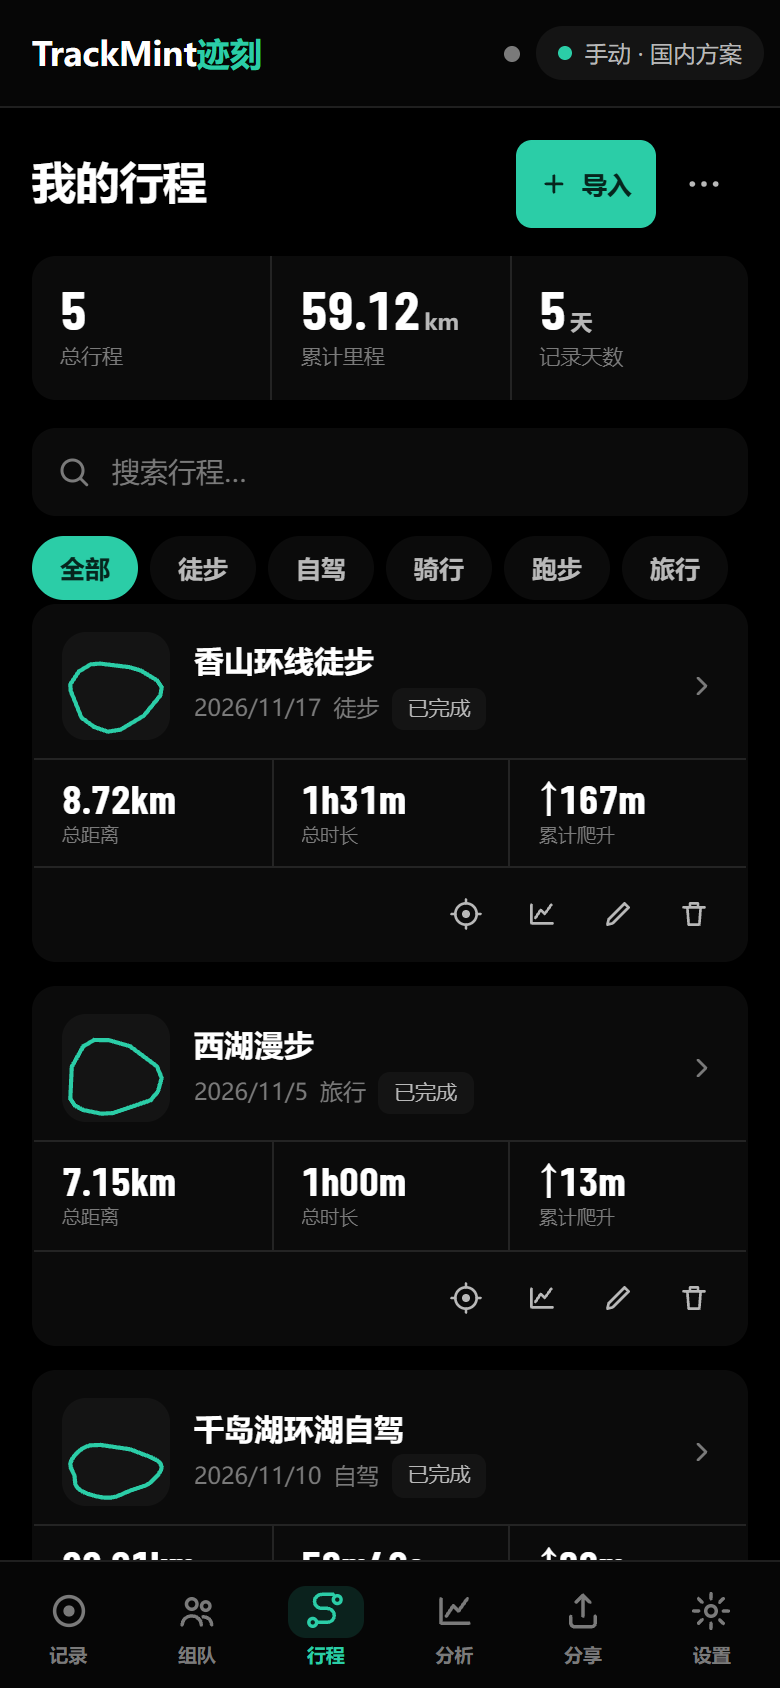 TrackMint迹刻
手动 · 国内方案
我的行程
+ 导入
5
总行程
59.12 km
累计里程
5 天
记录天数
搜索行程...
全部 徒步 自驾 骑行 跑步 旅行
香山环线徒步
2026/11/17 徒步 已完成
8.72km 1h31m ↑167m
总距离 总时长 累计爬升
西湖漫步
2026/11/5 旅行 已完成
7.15km 1h00m ↑13m
总距离 总时长 累计爬升
千岛湖环湖自驾
2026/11/10 自驾 已完成
记录 组队 行程 分析 分享 设置